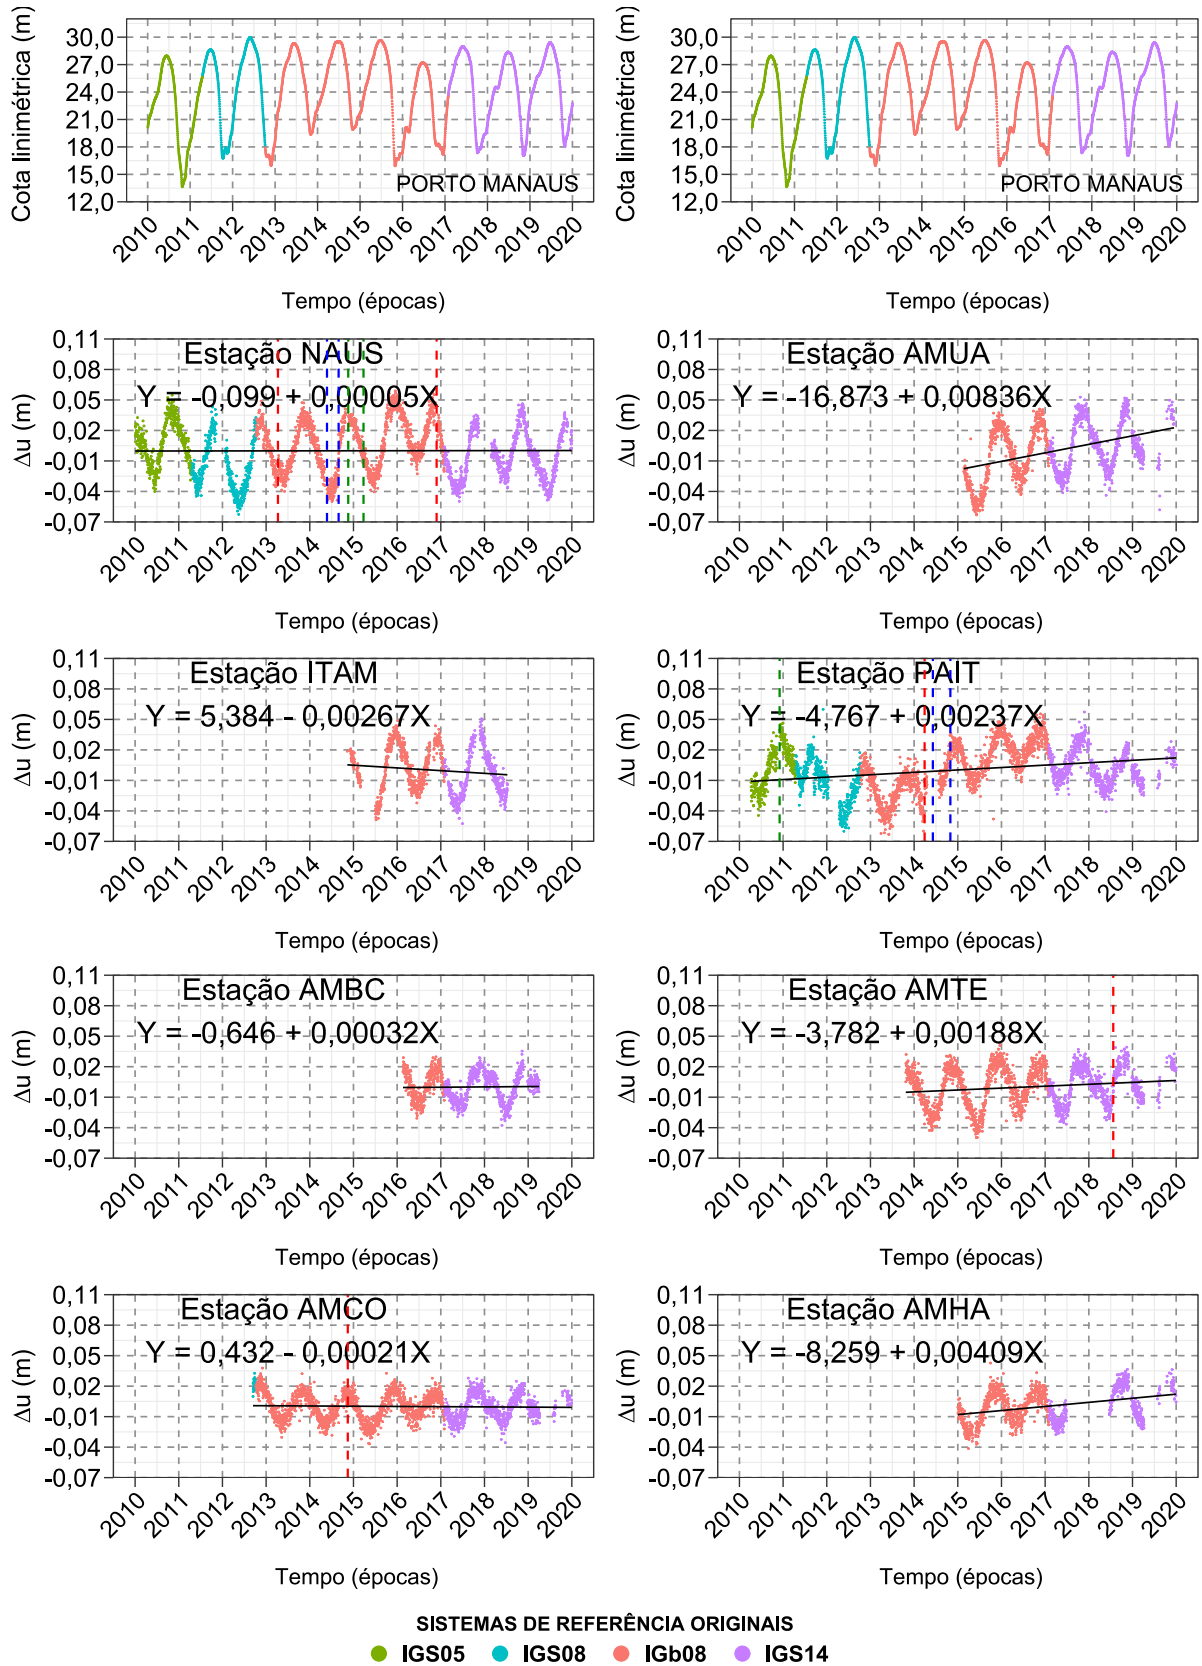 Cota linimétrica (m)
30,0
27,0
24,0
21,0
18,0
15,0
12,0
PORTO MANAUS
2010 2011 2012 2013 2014 2015 2016 2017 2018 2019 2020
Tempo (épocas)
Cota linimétrica (m)
30,0
27,0
24,0
21,0
18,0
15,0
12,0
PORTO MANAUS
2010 2011 2012 2013 2014 2015 2016 2017 2018 2019 2020
Tempo (épocas)
Δu (m)
0,11
0,08
0,05
0,02
-0,01
-0,04
-0,07
Estação NAUS
Y = -0,099 + 0,00005X
2010 2011 2012 2013 2014 2015 2016 2017 2018 2019 2020
Tempo (épocas)
Δu (m)
0,11
0,08
0,05
0,02
-0,01
-0,04
-0,07
Estação AMUA
Y = -16,873 + 0,00836X
2010 2011 2012 2013 2014 2015 2016 2017 2018 2019 2020
Tempo (épocas)
Δu (m)
0,11
0,08
0,05
0,02
-0,01
-0,04
-0,07
Estação ITAM
Y = 5,384 - 0,00267X
2010 2011 2012 2013 2014 2015 2016 2017 2018 2019 2020
Tempo (épocas)
Δu (m)
0,11
0,08
0,05
0,02
-0,01
-0,04
-0,07
Estação PAIT
Y = -4,767 + 0,00237X
2010 2011 2012 2013 2014 2015 2016 2017 2018 2019 2020
Tempo (épocas)
Δu (m)
0,11
0,08
0,05
0,02
-0,01
-0,04
-0,07
Estação AMBC
Y = -0,646 + 0,00032X
2010 2011 2012 2013 2014 2015 2016 2017 2018 2019 2020
Tempo (épocas)
Δu (m)
0,11
0,08
0,05
0,02
-0,01
-0,04
-0,07
Estação AMTE
Y = -3,782 + 0,00188X
2010 2011 2012 2013 2014 2015 2016 2017 2018 2019 2020
Tempo (épocas)
Δu (m)
0,11
0,08
0,05
0,02
-0,01
-0,04
-0,07
Estação AMCO
Y = 0,432 - 0,00021X
2010 2011 2012 2013 2014 2015 2016 2017 2018 2019 2020
Tempo (épocas)
Δu (m)
0,11
0,08
0,05
0,02
-0,01
-0,04
-0,07
Estação AMHA
Y = -8,259 + 0,00409X
2010 2011 2012 2013 2014 2015 2016 2017 2018 2019 2020
Tempo (épocas)
SISTEMAS DE REFERÊNCIA ORIGINAIS
IGS05 IGS08 IGb08 IGS14